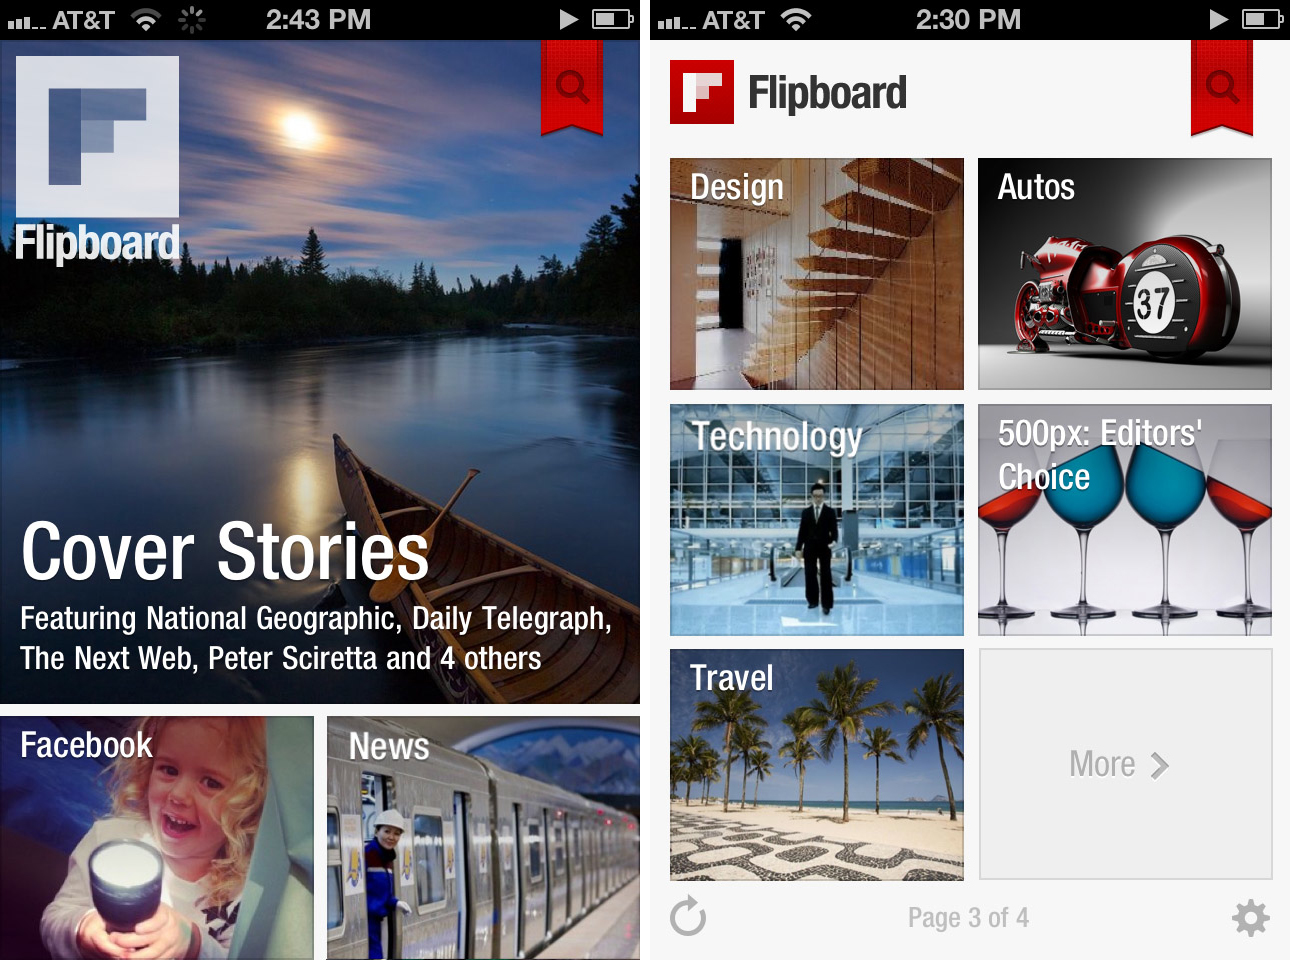 AT&T 2:43 PM
Flipboard
Cover Stories
Featuring National Geographic, Daily Telegraph,
The Next Web, Peter Sciretta and 4 others
Facebook
News
AT&T 2:30 PM
Flipboard
Design
Autos
37
Technology
500px: Editors'
Choice
Travel
More
Page 3 of 4